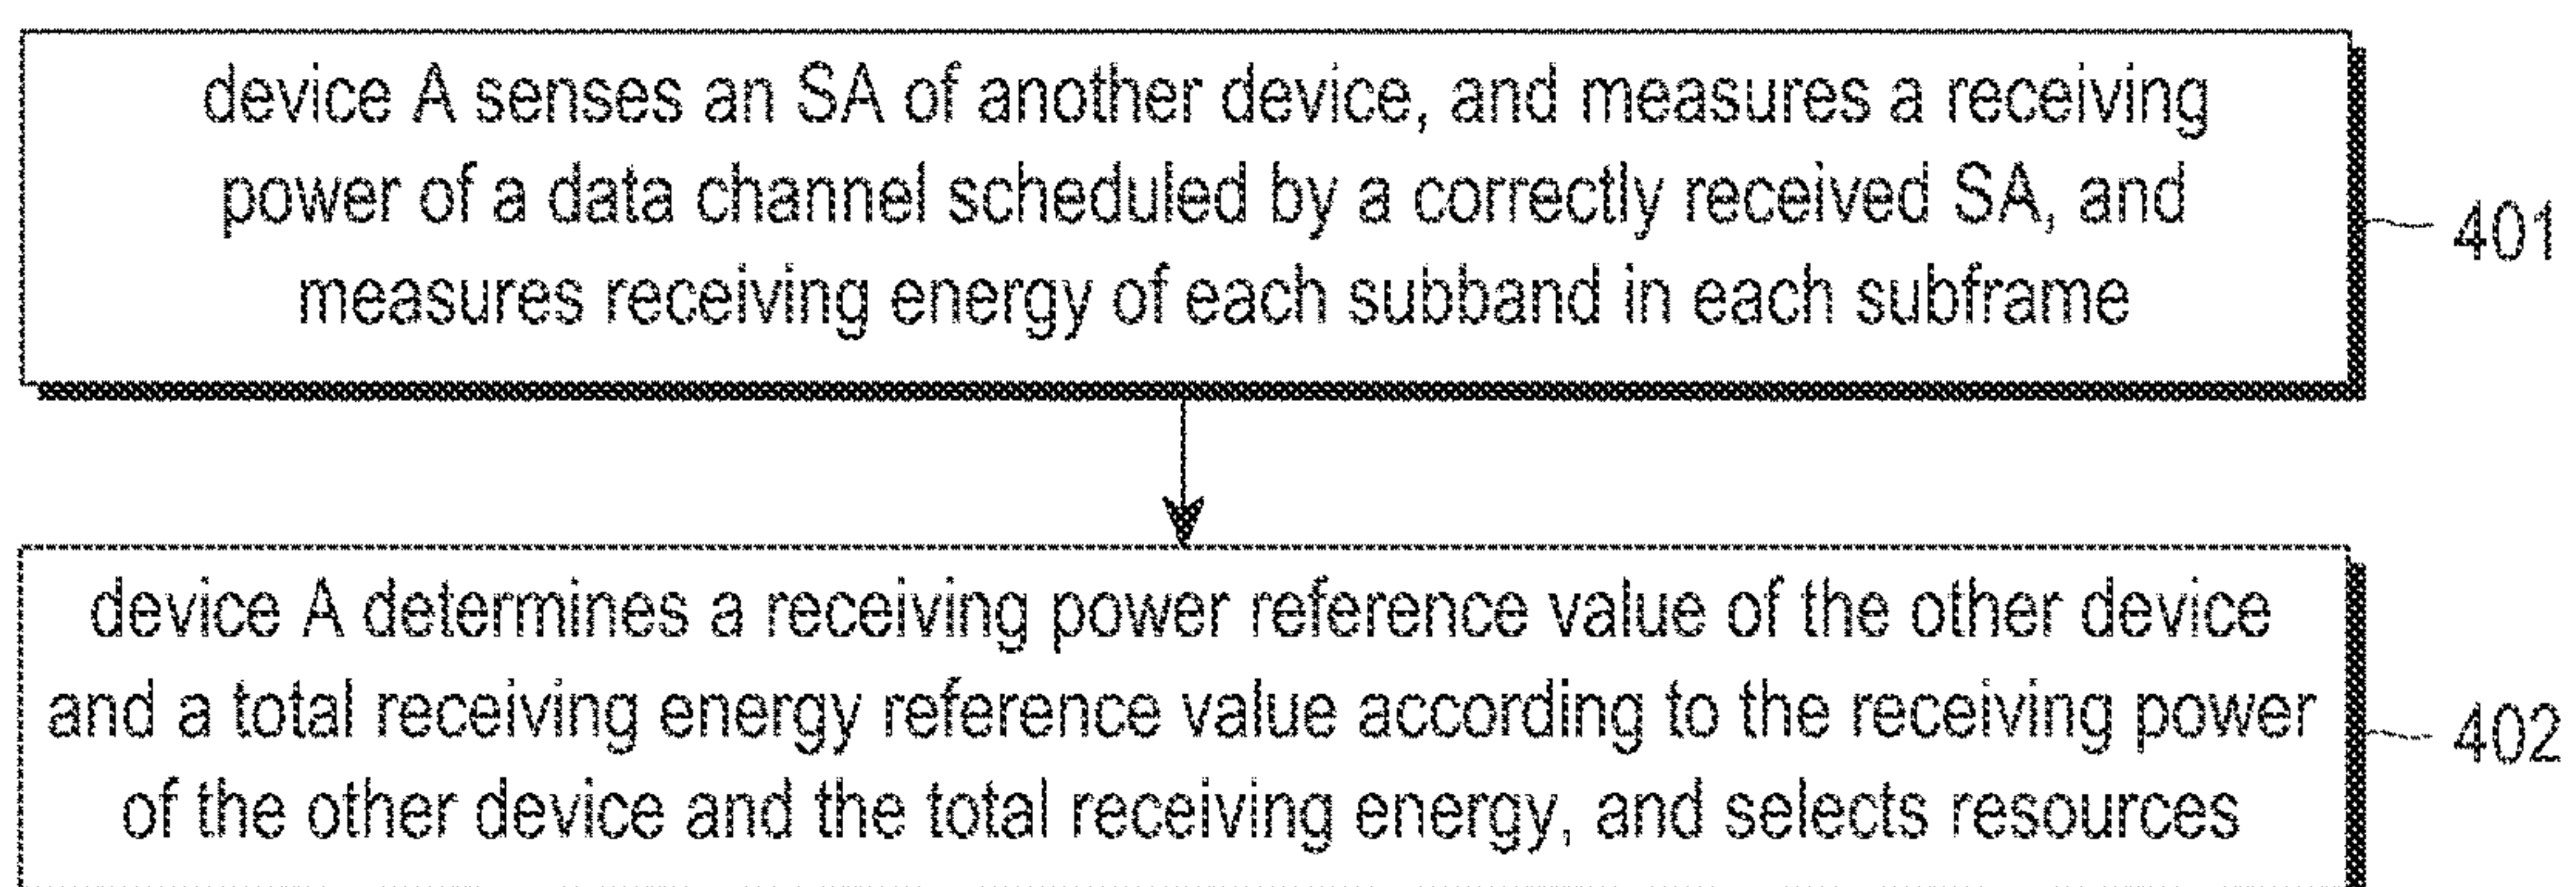 device A senses an SA of another device, and measures a receiving
power of a data channel scheduled by a correctly received SA, and
measures receiving energy of each subband in each subframe
401
device A determines a receiving power reference value of the other device
and a total receiving energy reference value according to the receiving power
of the other device and the total receiving energy, and selects resources
402